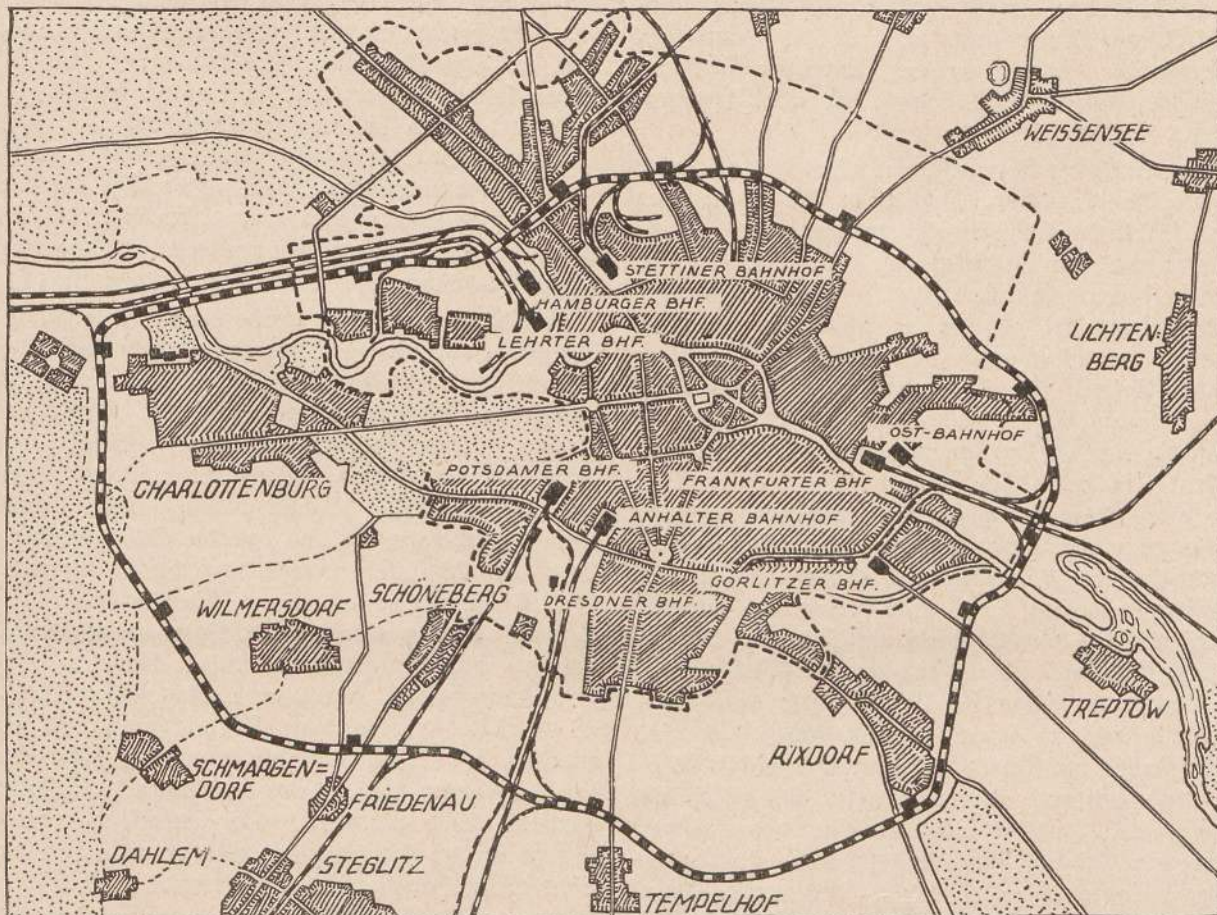 WEISSENSEE
STETTINER BAHNHOF
HAMBURGER BHF.
LEHRTER BHF.
LICHTEN=
BERG
OST-BAHNHOF
POTSDAMER BHF.
FRANKFURTER BHF
CHARLOTTENBURG
ANHALTER BAHNHOF
GÖRLITZER BHF.
SCHÖNEBERG
DRESDNER BHF.
WILMERSDORF
TREPTOW
RIXDORF
SCHMARGEN=
DORF
FRIEDENAU
DAHLEM
STEGLITZ
TEMPELHOF